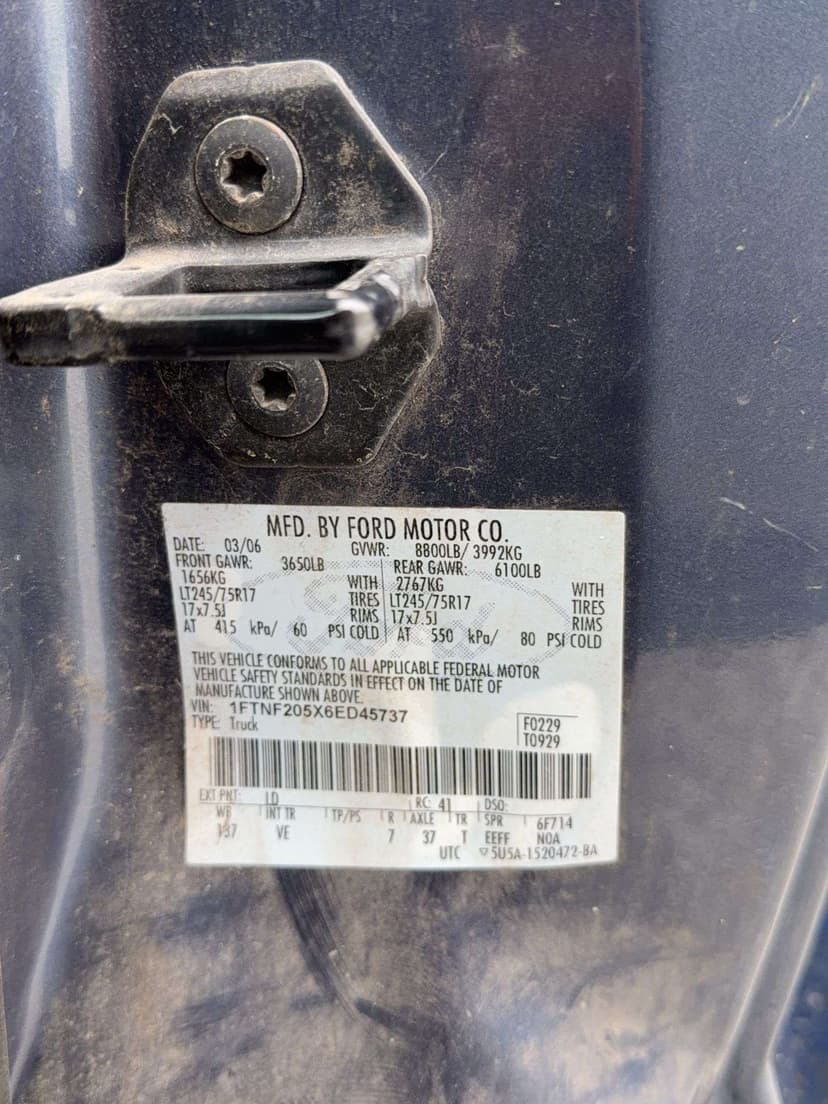 MFD. BY FORD MOTOR CO.
DATE: 03/06 GVWR: 8800LB/ 3992KG
FRONT GAWR: 3650LB REAR GAWR: 6100LB
1656KG WITH 2767KG WITH
LT245/75R17 TIRES LT245/75R17 TIRES
17x7.5J RIMS 17x7.5J RIMS
AT 415 kPa/ 60 PSI COLD AT 550 kPa/ 80 PSI COLD
THIS VEHICLE CONFORMS TO ALL APPLICABLE FEDERAL MOTOR
VEHICLE SAFETY STANDARDS IN EFFECT ON THE DATE OF
MANUFACTURE SHOWN ABOVE.
VIN: 1FTNF205X6ED45737
TYPE: Truck
F0229
T0929
EXT PNT: LD RC: 41 DSO:
WB INT TR TP/PS R AXLE TR SPR 6F714
137 VE 7 37 T EEFF NOA
UTC ▽5U5A-1520472-BA